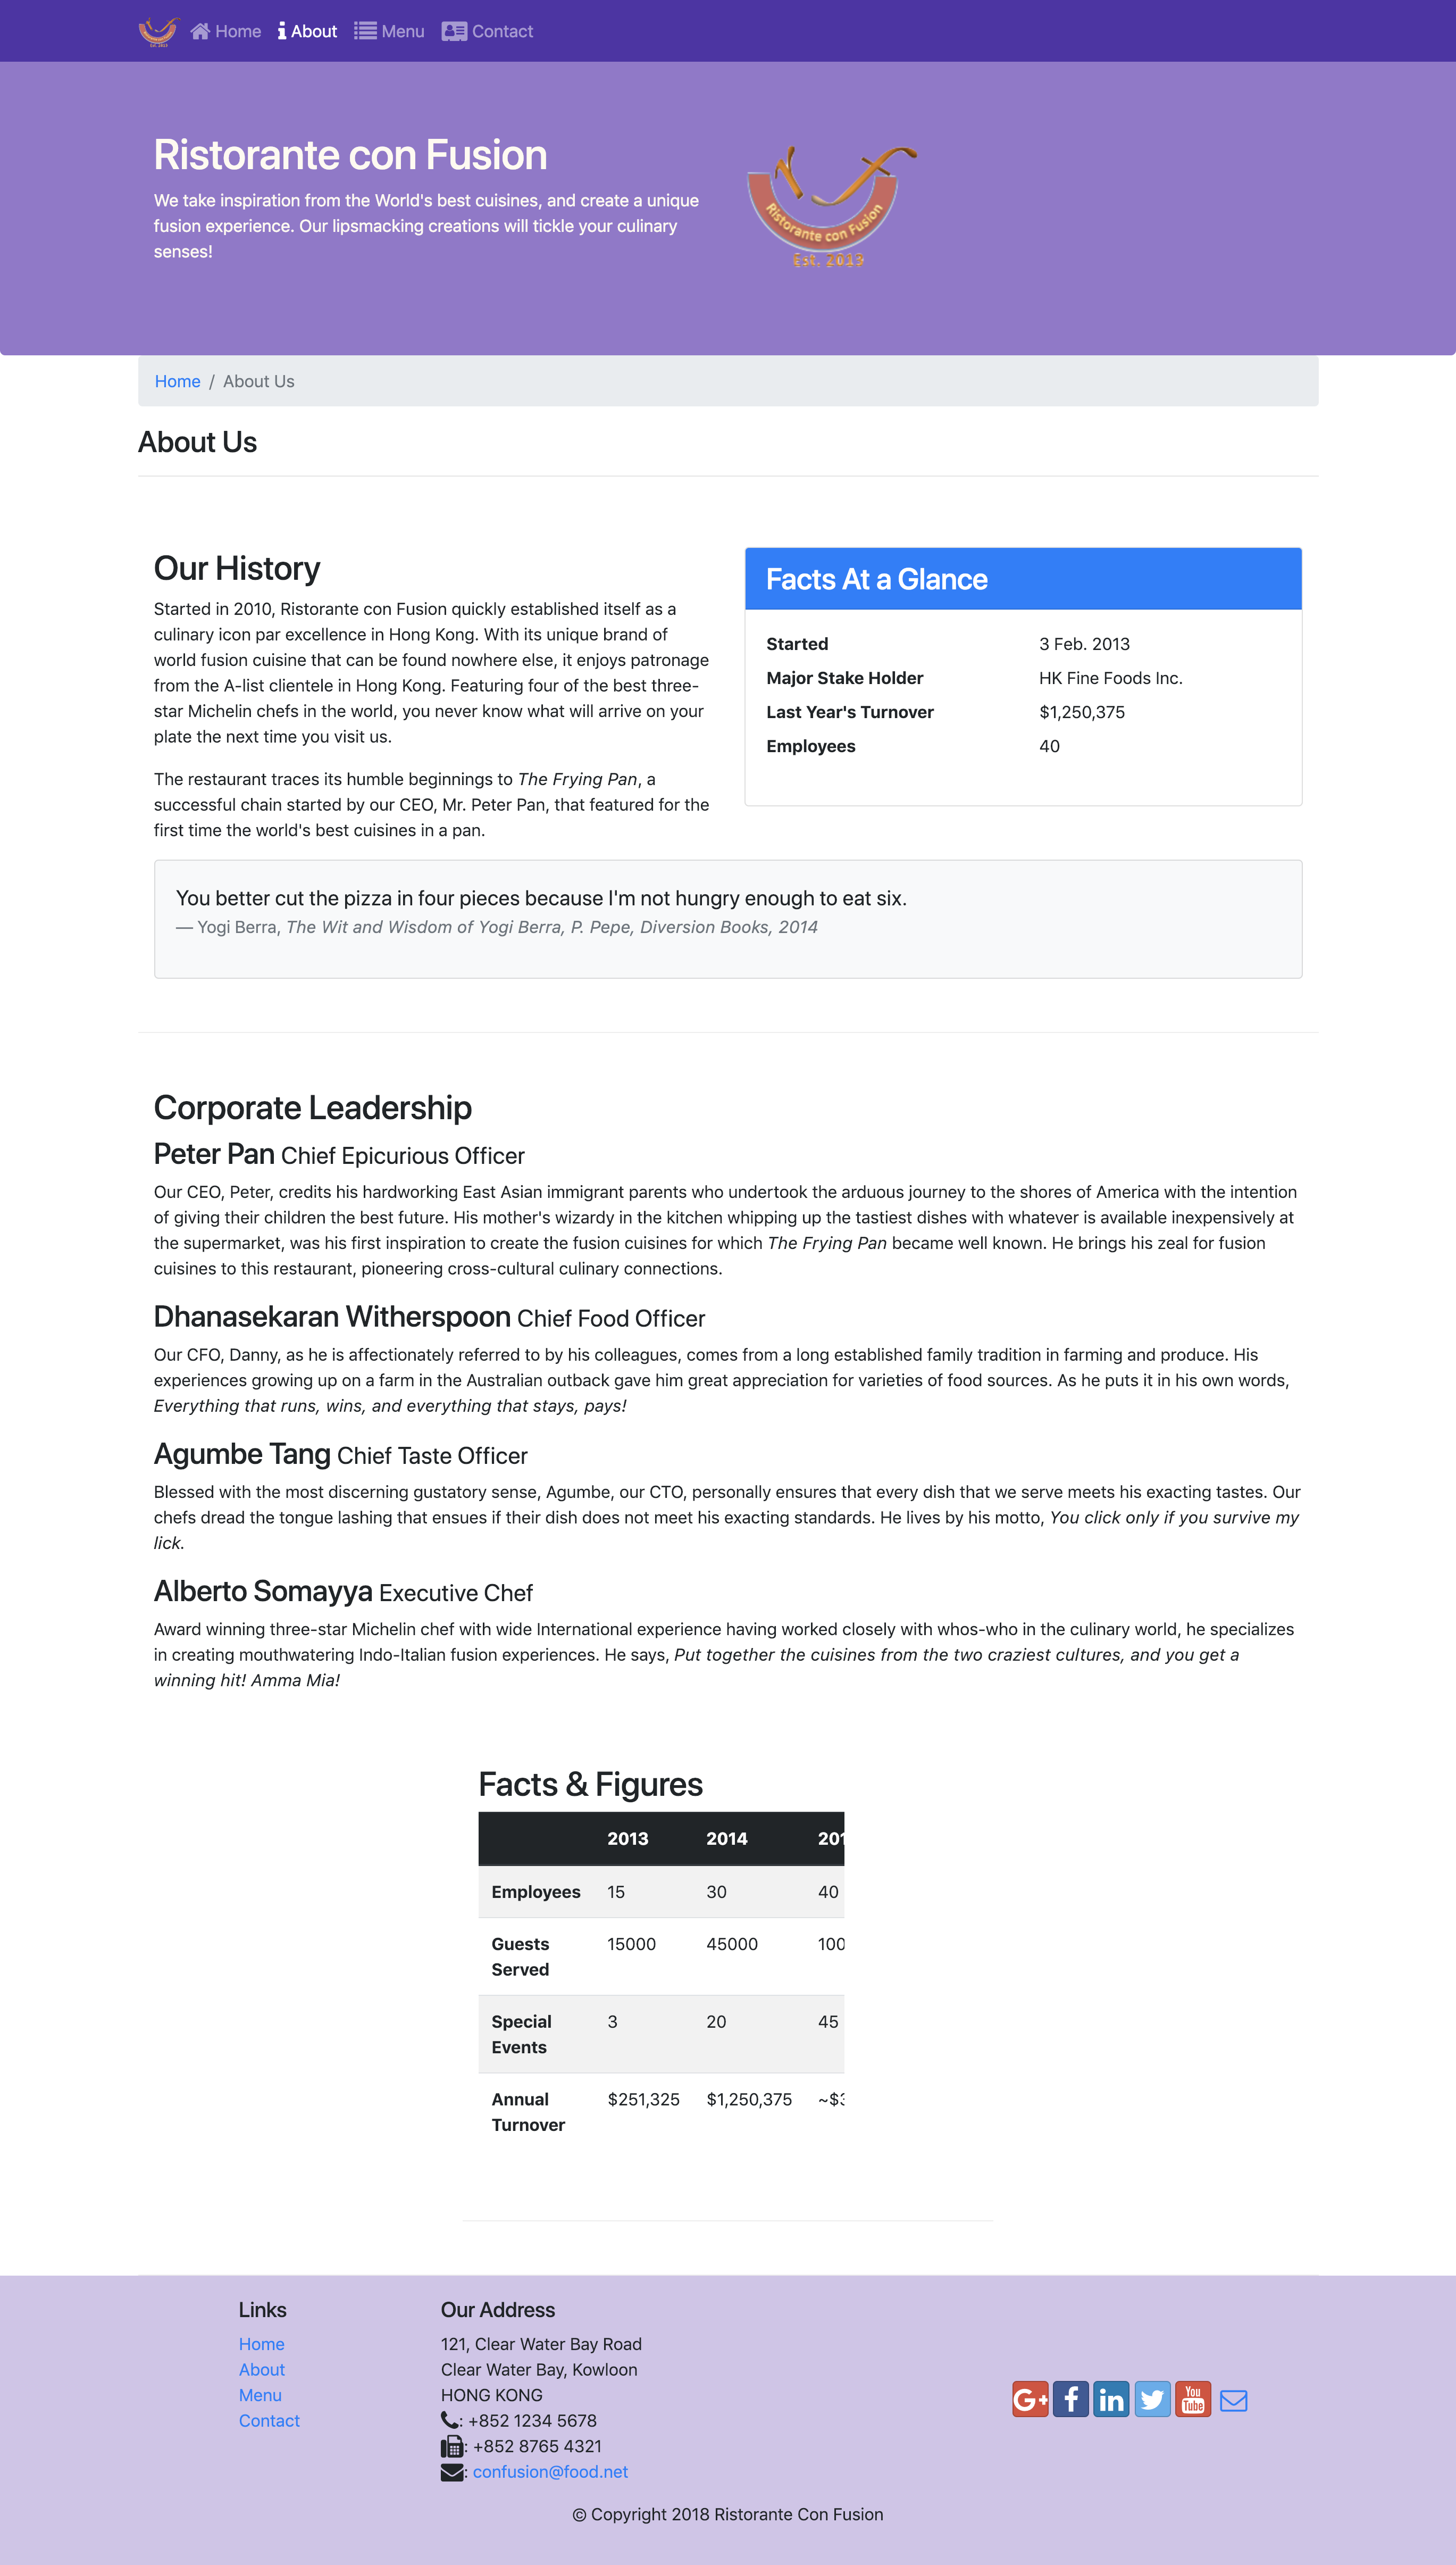 Est. 2013
Home About Menu Contact
Ristorante con Fusion
We take inspiration from the World's best cuisines, and create a unique
fusion experience. Our lipsmacking creations will tickle your culinary
senses!
Ristorante con Fusion
Est. 2013
Home / About Us
About Us
Our History
Started in 2010, Ristorante con Fusion quickly established itself as a
culinary icon par excellence in Hong Kong. With its unique brand of
world fusion cuisine that can be found nowhere else, it enjoys patronage
from the A-list clientele in Hong Kong. Featuring four of the best three-
star Michelin chefs in the world, you never know what will arrive on your
plate the next time you visit us.
The restaurant traces its humble beginnings to The Frying Pan, a
successful chain started by our CEO, Mr. Peter Pan, that featured for the
first time the world's best cuisines in a pan.
Facts At a Glance
Started 3 Feb. 2013
Major Stake Holder HK Fine Foods Inc.
Last Year's Turnover $1,250,375
Employees 40
You better cut the pizza in four pieces because I'm not hungry enough to eat six.
— Yogi Berra, The Wit and Wisdom of Yogi Berra, P. Pepe, Diversion Books, 2014
Corporate Leadership
Peter Pan Chief Epicurious Officer
Our CEO, Peter, credits his hardworking East Asian immigrant parents who undertook the arduous journey to the shores of America with the intention
of giving their children the best future. His mother's wizardy in the kitchen whipping up the tastiest dishes with whatever is available inexpensively at
the supermarket, was his first inspiration to create the fusion cuisines for which The Frying Pan became well known. He brings his zeal for fusion
cuisines to this restaurant, pioneering cross-cultural culinary connections.
Dhanasekaran Witherspoon Chief Food Officer
Our CFO, Danny, as he is affectionately referred to by his colleagues, comes from a long established family tradition in farming and produce. His
experiences growing up on a farm in the Australian outback gave him great appreciation for varieties of food sources. As he puts it in his own words,
Everything that runs, wins, and everything that stays, pays!
Agumbe Tang Chief Taste Officer
Blessed with the most discerning gustatory sense, Agumbe, our CTO, personally ensures that every dish that we serve meets his exacting tastes. Our
chefs dread the tongue lashing that ensues if their dish does not meet his exacting standards. He lives by his motto, You click only if you survive my
lick.
Alberto Somayya Executive Chef
Award winning three-star Michelin chef with wide International experience having worked closely with whos-who in the culinary world, he specializes
in creating mouthwatering Indo-Italian fusion experiences. He says, Put together the cuisines from the two craziest cultures, and you get a
winning hit! Amma Mia!
Facts & Figures
2013 2014 201
Employees 15 30 40
Guests 15000 45000 100
Served
Special 3 20 45
Events
Annual $251,325 $1,250,375 ~$3
Turnover
Links
Home
About
Menu
Contact
Our Address
121, Clear Water Bay Road
Clear Water Bay, Kowloon
HONG KONG
: +852 1234 5678
: +852 8765 4321
: confusion@food.net
G+ f in You Tube
© Copyright 2018 Ristorante Con Fusion